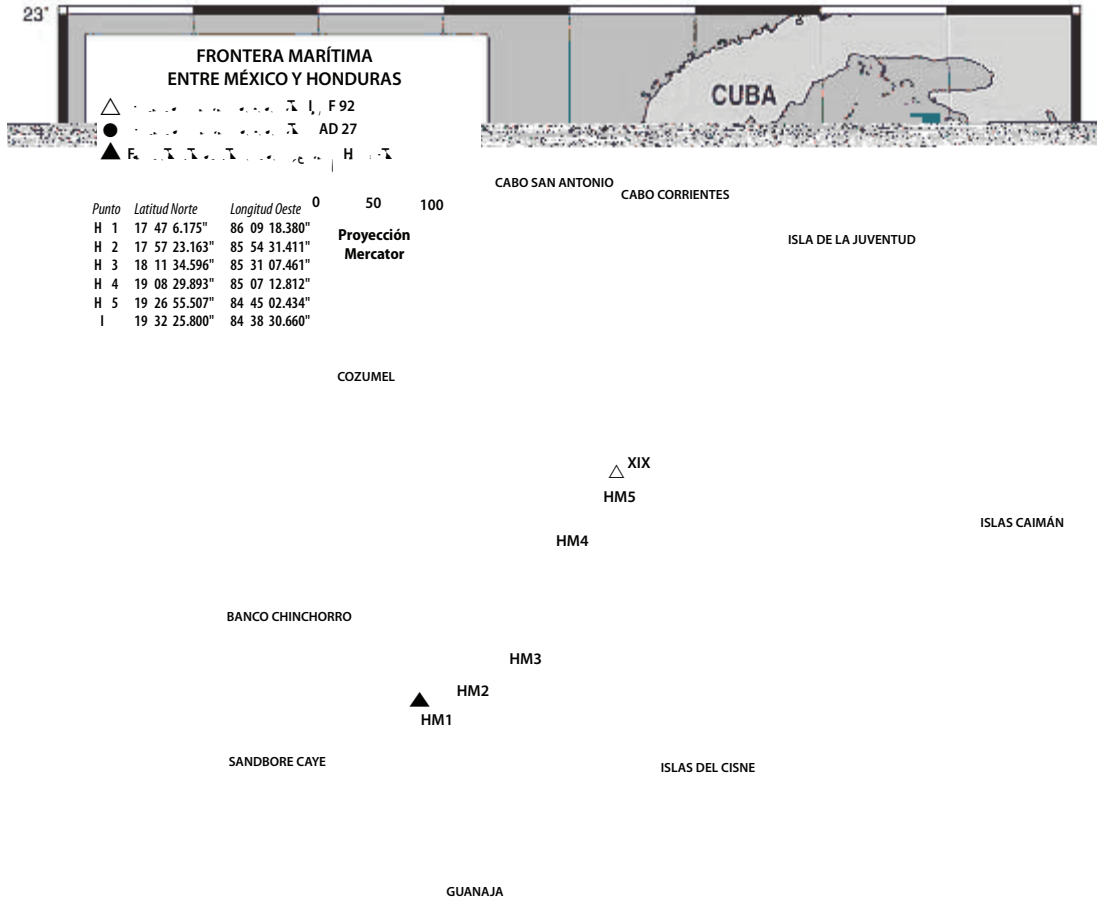 23°
FRONTERA MARÍTIMA
ENTRE MÉXICO Y HONDURAS
F 92
AD 27
H
CUBA
CABO SAN ANTONIO
CABO CORRIENTES
ISLA DE LA JUVENTUD
0 50 100
Proyección
Mercator
Punto Latitud Norte Longitud Oeste
H 1 17 47 6.175" 86 09 18.380"
H 2 17 57 23.163" 85 54 31.411"
H 3 18 11 34.596" 85 31 07.461"
H 4 19 08 29.893" 85 07 12.812"
H 5 19 26 55.507" 84 45 02.434"
I 19 32 25.800" 84 38 30.660"
COZUMEL
XIX
HM5
ISLAS CAIMÁN
HM4
BANCO CHINCHORRO
HM3
HM2
HM1
SANDBORE CAYE
ISLAS DEL CISNE
GUANAJA